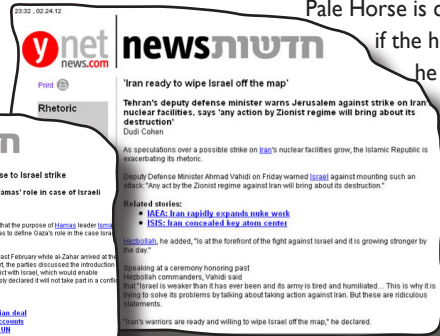 23:32 , 02.24.12
Pale Horse is
if the h
he
ynet
news.com
newsחדשות
Print
Rhetoric
'Iran ready to wipe Israel off the map'
Tehran's deputy defense minister warns Jerusalem against strike on Iran
nuclear facilities, says 'any action by Zionist regime will bring about its
destruction'
Dudi Cohen
As speculations over a possible strike on Iran's nuclear facilities grow, the Islamic Republic is
exacerbating its rhetoric.
Deputy Defense Minister Ahmad Vahidi on Friday warned Israel against mounting such an
attack: "Any act by the Zionist regime against Iran will bring about its destruction."
Related stories:
IAEA: Iran rapidly expands nuke work
ISIS: Iran concealed key atom center
Hezbollah, he added, "Is at the forefront of the fight against Israel and it is growing stronger by
the day."
Speaking at a ceremony honoring past
Hezbollah commanders, Vahidi said
that "Israel is weaker than it has ever been and its army is tired and humiliated... This is why it is
trying to solve its problems by talking about taking action against Iran. But these are ridiculous
statements.
"Iran's warriors are ready and willing to wipe Israel off the map," he declared.
se to Israel strike
amas' role in case of Israeli
that the purpose of Hamas leader Isma
as to define Gaza's role in the case Isra
ast February while al-Zahar arrived at the
rt, the parties discussed the introduction
ict with Israel, which would enable
sly declared it will not take part in a confli
ian deal
ccounts
UN